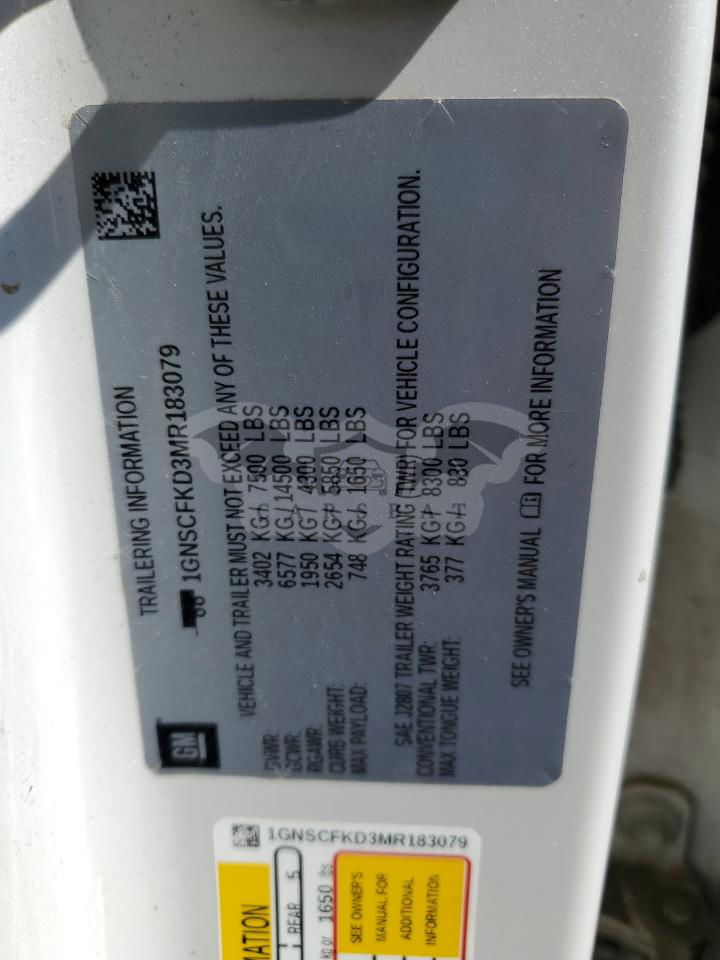 TRAILERING INFORMATION
1GNSCFKD3MR183079
GM
VEHICLE AND TRAILER MUST NOT EXCEED ANY OF THESE VALUES.
GVWR: 3402 KG / 7500 LBS
GCWR: 6577 KG / 14500 LBS
RGAWR: 1950 KG / 4300 LBS
CURB WEIGHT: 2654 KG / 5850 LBS
MAX PAYLOAD: 748 KG / 1650 LBS
SAE J2807 TRAILER WEIGHT RATING (TWR) FOR VEHICLE CONFIGURATION.
CONVENTIONAL TWR: 3765 KG / 8300 LBS
MAX TONGUE WEIGHT: 377 KG / 830 LBS
SEE OWNER'S MANUAL FOR MORE INFORMATION
1GNSCFKD3MR183079
MATION
REAR 5
kg or 1650 lbs
SEE OWNER'S
MANUAL FOR
ADDITIONAL
INFORMATION